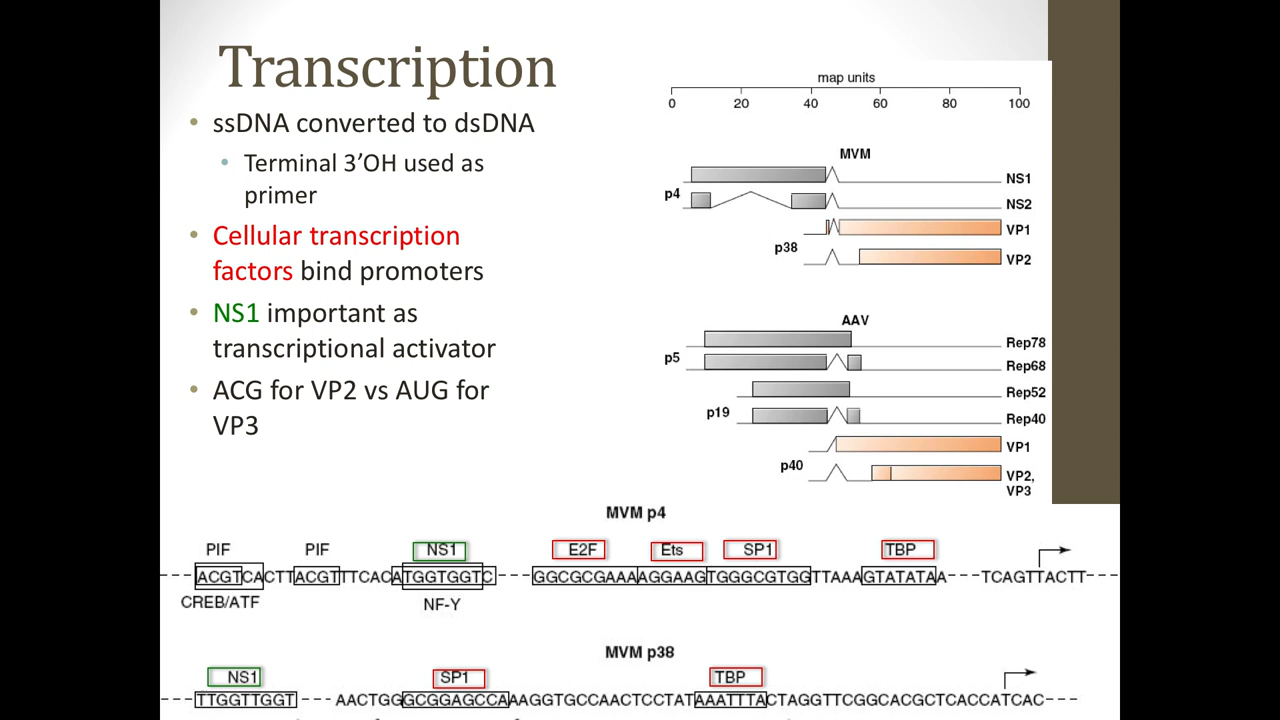 Transcription
• ssDNA converted to dsDNA
• Terminal 3’OH used as
primer
• Cellular transcription
factors bind promoters
• NS1 important as
transcriptional activator
• ACG for VP2 vs AUG for
VP3
map units
0 20 40 60 80 100
MVM
NS1
p4
NS2
VP1
p38
VP2
AAV
Rep78
p5
Rep68
Rep52
p19
Rep40
VP1
p40
VP2,
VP3
MVM p4
PIF PIF NS1 E2F Ets SP1 TBP
---ACGTCACTTACGTTTCACATGGTGGTC--- GGCGCGAAAAGGAAGTGGGCGTGGTTAAAGTATATAA---TCAGTTACTT---
CREB/ATF NF-Y
MVM p38
NS1 SP1 TBP
---TTGGTTGGT --- AACTGGGCGGAGCCAAAGGTGCCAACTCCTATAAATTTACTAGGTTCGGCACGCTCACCATCAC---